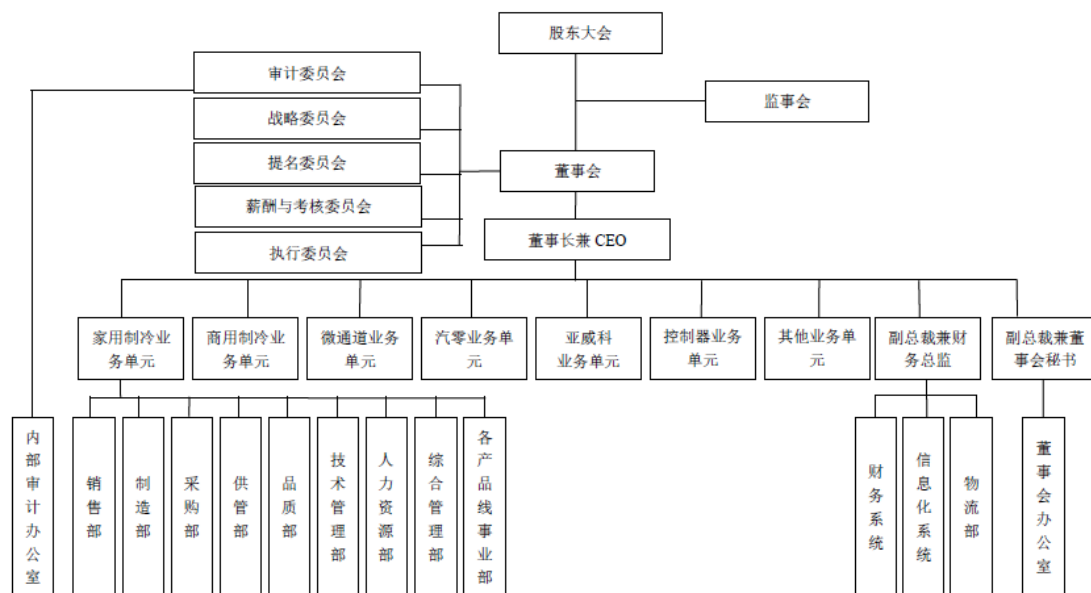 股东大会
审计委员会
监事会
战略委员会
提名委员会
董事会
薪酬与考核委员会
董事长兼 CEO
执行委员会
家用制冷业
务单元
商用制冷业
务单元
微通道业务
单元
汽零业务单
元
亚威科
业务单元
控制器业务
单元
其他业务单
元
副总裁兼财
务总监
副总裁兼董
事会秘书
内部审计办公室
销售部
制造部
采购部
供管部
品质部
技术管理部
人力资源部
综合管理部
各产品线事业部
财务系统
信息化系统
物流部
董事会办公室